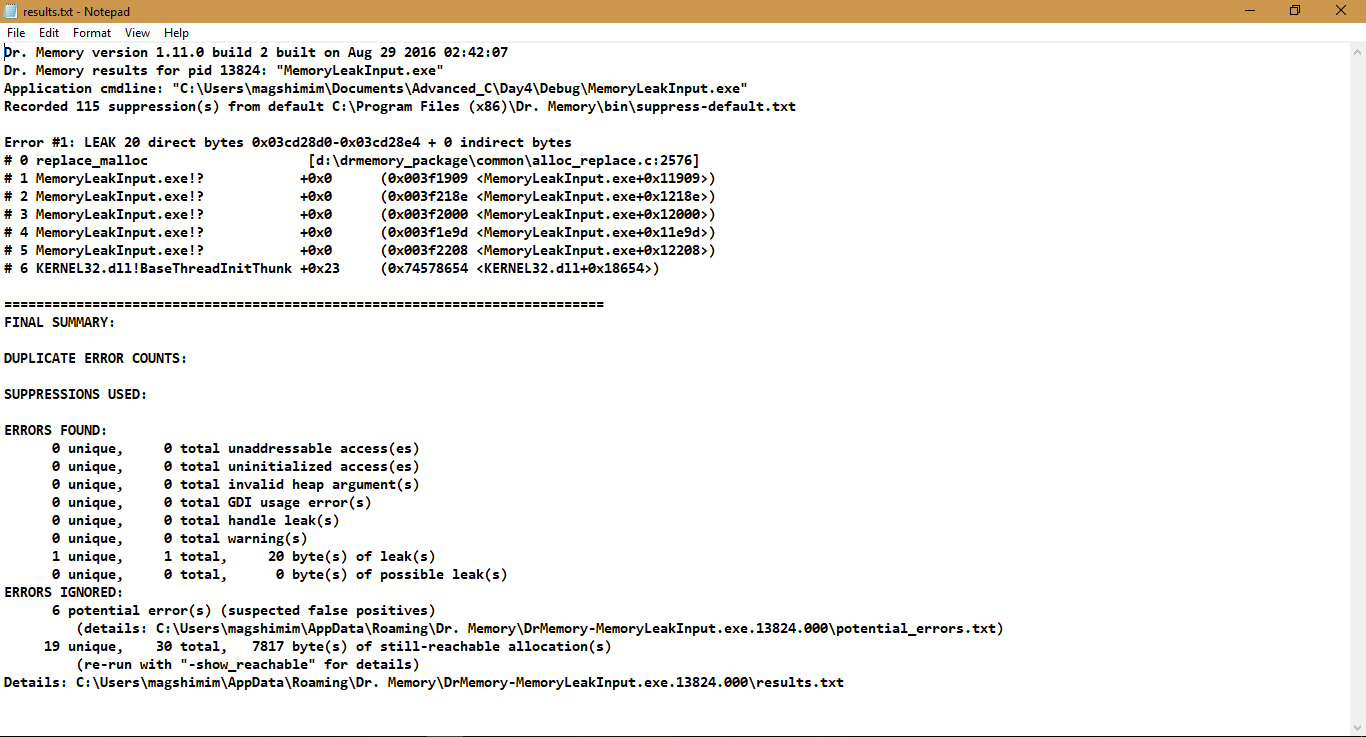 results.txt - Notepad
File Edit Format View Help
Dr. Memory version 1.11.0 build 2 built on Aug 29 2016 02:42:07
Dr. Memory results for pid 13824: "MemoryLeakInput.exe"
Application cmdline: "C:\Users\magshimim\Documents\Advanced_C\Day4\Debug\MemoryLeakInput.exe"
Recorded 115 suppression(s) from default C:\Program Files (x86)\Dr. Memory\bin\suppress-default.txt

Error #1: LEAK 20 direct bytes 0x03cd28d0-0x03cd28e4 + 0 indirect bytes
# 0 replace_malloc                    [d:\drmemory_package\common\alloc_replace.c:2576]
# 1 MemoryLeakInput.exe!?            +0x0      (0x003f1909 <MemoryLeakInput.exe+0x11909>)
# 2 MemoryLeakInput.exe!?            +0x0      (0x003f218e <MemoryLeakInput.exe+0x1218e>)
# 3 MemoryLeakInput.exe!?            +0x0      (0x003f2000 <MemoryLeakInput.exe+0x12000>)
# 4 MemoryLeakInput.exe!?            +0x0      (0x003f1e9d <MemoryLeakInput.exe+0x11e9d>)
# 5 MemoryLeakInput.exe!?            +0x0      (0x003f2208 <MemoryLeakInput.exe+0x12208>)
# 6 KERNEL32.dll!BaseThreadInitThunk +0x23     (0x74578654 <KERNEL32.dll+0x18654>)

===========================================================================
FINAL SUMMARY:

DUPLICATE ERROR COUNTS:

SUPPRESSIONS USED:

ERRORS FOUND:
      0 unique,     0 total unaddressable access(es)
      0 unique,     0 total uninitialized access(es)
      0 unique,     0 total invalid heap argument(s)
      0 unique,     0 total GDI usage error(s)
      0 unique,     0 total handle leak(s)
      0 unique,     0 total warning(s)
      1 unique,     1 total,     20 byte(s) of leak(s)
      0 unique,     0 total,      0 byte(s) of possible leak(s)
ERRORS IGNORED:
      6 potential error(s) (suspected false positives)
         (details: C:\Users\magshimim\AppData\Roaming\Dr. Memory\DrMemory-MemoryLeakInput.exe.13824.000\potential_errors.txt)
     19 unique,    30 total,   7817 byte(s) of still-reachable allocation(s)
         (re-run with "-show_reachable" for details)
Details: C:\Users\magshimim\AppData\Roaming\Dr. Memory\DrMemory-MemoryLeakInput.exe.13824.000\results.txt